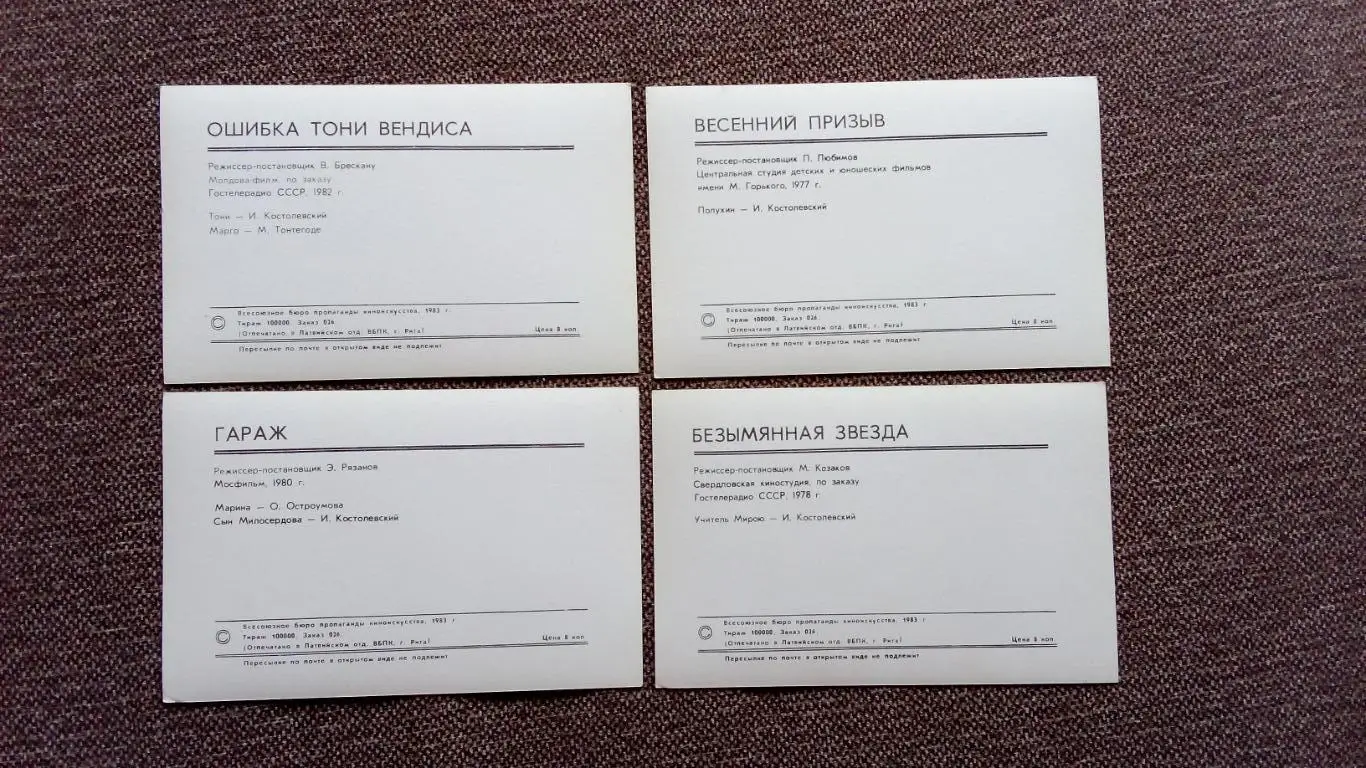 ОШИБКА ТОНИ ВЕНДИСА
Режиссер-постановщик В. Брескану
Молдова-филм, по заказу
Гостелерадио СССР, 1982 г.
Тони — И. Костолевский
Марго — М. Тонтегоде
© Всесоюзное бюро пропаганды киноискусства, 1983 г.
Тираж 100000. Заказ 026
(Отпечатано в Латвийском отд. ВБПК, г. Рига) Цена 8 коп.
Пересылке по почте в открытом виде не подлежит
ВЕСЕННИЙ ПРИЗЫВ
Режиссер-постановщик П. Любимов
Центральная студия детских и юношеских фильмов
имени М. Горького, 1977 г.
Полухин — И. Костолевский
© Всесоюзное бюро пропаганды киноискусства, 1983 г
Тираж 100000. Заказ 026
(Отпечатано в Латвийском отд. ВБПК, г. Рига) Цена 8 коп
Пересылке по почте в открытом виде не подлежит
ГАРАЖ
Режиссер-постановщик Э. Рязанов
Мосфильм, 1980 г.
Марина — О. Остроумова
Сын Милосердова — И. Костолевский
© Всесоюзное бюро пропаганды киноискусства, 1983 г
Тираж 100000. Заказ 026
(Отпечатано в Латвийском отд. ВБПК, г. Рига) Цена 8 коп
Пересылке по почте в открытом виде не подлежит
БЕЗЫМЯННАЯ ЗВЕЗДА
Режиссер-постановщик М. Козаков
Свердловская киностудия, по заказу
Гостелерадио СССР, 1978 г.
Учитель Мирою — И. Костолевский
© Всесоюзное бюро пропаганды киноискусства, 1983 г
Тираж 100000. Заказ 026
(Отпечатано в Латвийском отд. ВБПК, г. Рига) Цена 8 коп
Пересылке по почте в открытом виде не подлежит